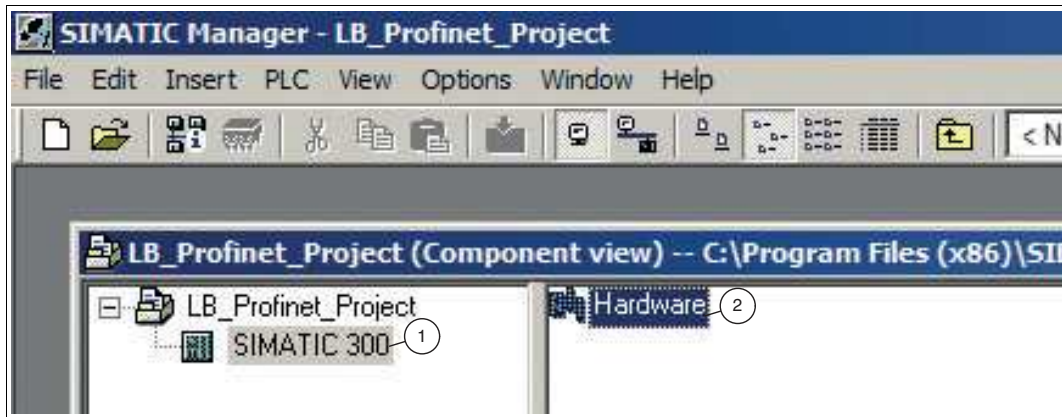 SIMATIC Manager - LB_Profinet_Project
File Edit Insert PLC View Options Window Help
< N
LB_Profinet_Project (Component view) -- C:\Program Files (x86)\SI
LB_Profinet_Project
SIMATIC 300
1
Hardware
2